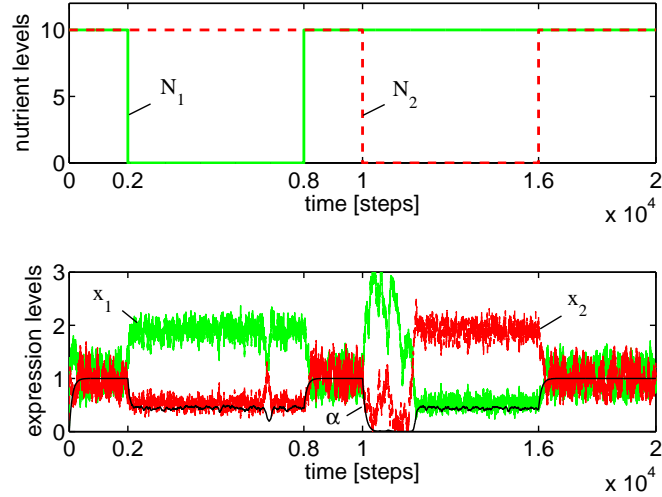 10
5
0
nutrient levels
N1
N2
0 0.2 0.8 1 1.6 2
time [steps]
x 10^4
3
2
1
0
expression levels
x1
x2
α
0 0.2 0.8 1 1.6 2
time [steps]
x 10^4